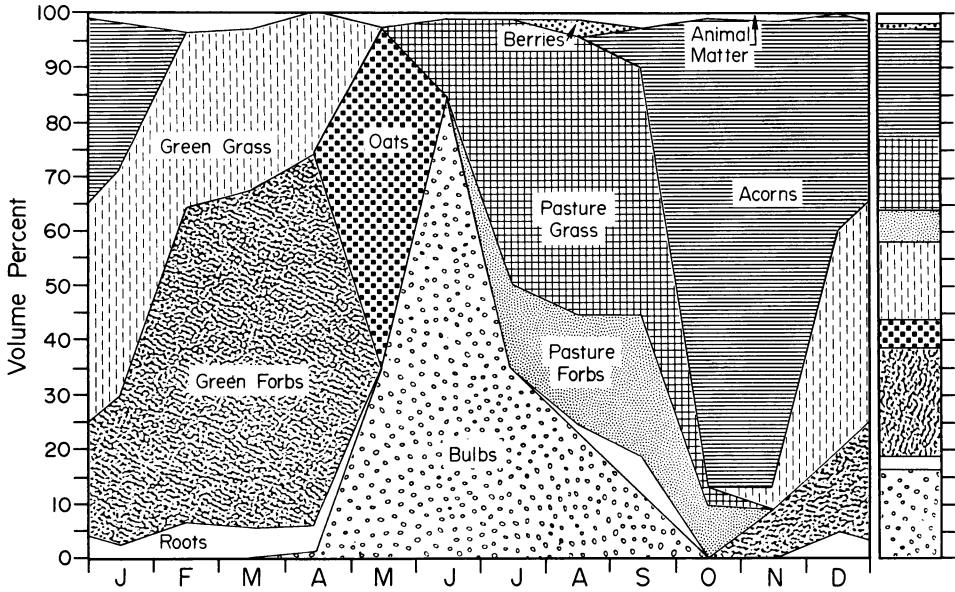 Volume Percent
100
90
80
70
60
50
40
30
20
10
0
Berries
Animal
Matter
Green Grass
Oats
Acorns
Pasture
Grass
Green Forbs
Pasture
Forbs
Bulbs
Roots
J F M A M J J A S O N D